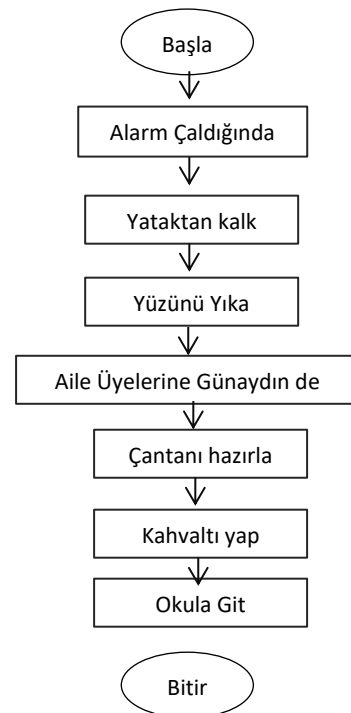 Başla
Alarm Çaldığında
Yataktan kalk
Yüzünü Yıka
Aile Üyelerine Günaydın de
Çantanı hazırla
Kahvaltı yap
Okula Git
Bitir